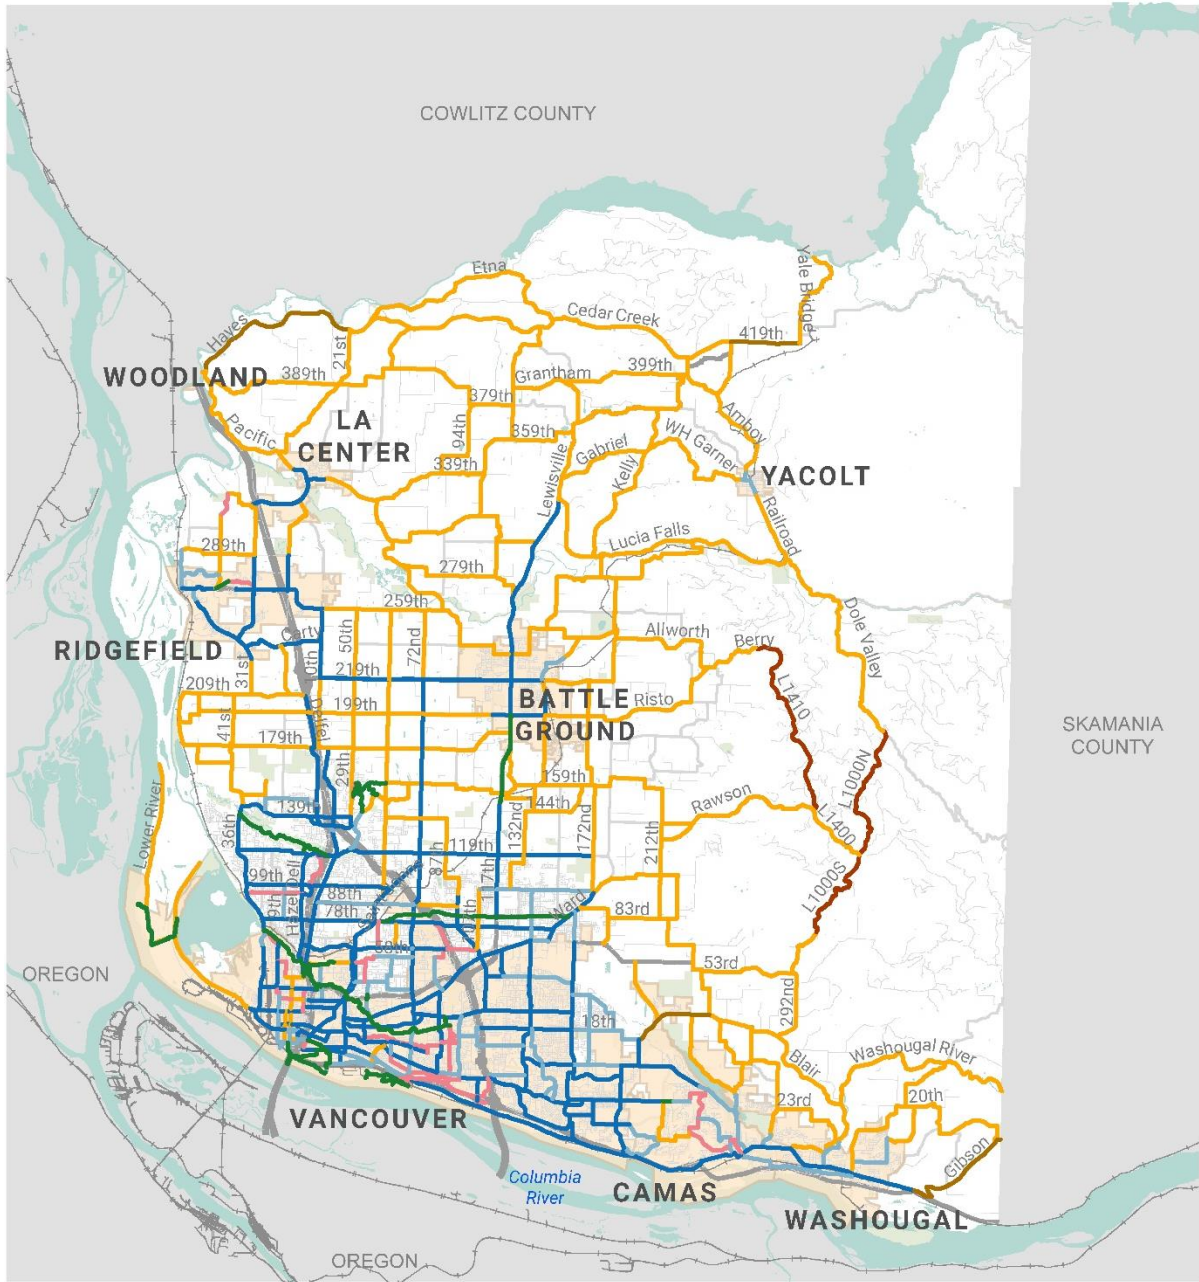 COWLITZ COUNTY
Etna
Yale Bridge
Cedar Creek
Hayes
21st
419th
WOODLAND
389th
Grantham
399th
379th
LA
CENTER
Pacific
94th
359th
Amboy
WH Garner
Gabriel
339th
Kelly
Lewisville
YACOLT
Railroad
Lucia Falls
289th
279th
259th
Dole Valley
Carty
50th
72nd
Allworth
Berry
RIDGEFIELD
31st
219th
209th
BATTLE
GROUND
Risto
L1410
199th
41st
179th
SKAMANIA
COUNTY
29th
159th
L1000N
Lower River
139th
144th
Rawson
36th
132nd
172nd
212th
L1400
119th
87th
99th
117th
88th
L1000S
Hazel Dell
78th
Ward
83rd
OREGON
53rd
292nd
18th
Blair
Washougal River
23rd
20th
VANCOUVER
Gibson
Columbia
River
CAMAS
WASHOUGAL
OREGON